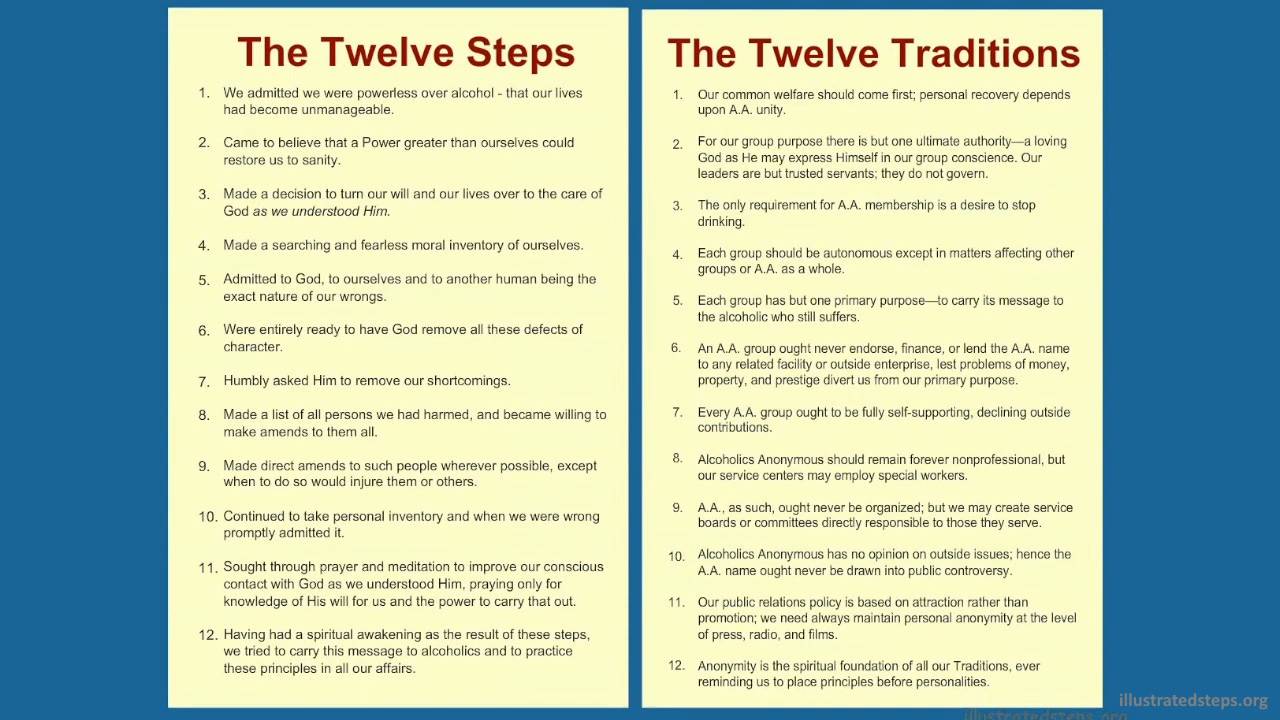 The Twelve Steps
1. We admitted we were powerless over alcohol - that our lives
had become unmanageable.
2. Came to believe that a Power greater than ourselves could
restore us to sanity.
3. Made a decision to turn our will and our lives over to the care of
God as we understood Him.
4. Made a searching and fearless moral inventory of ourselves.
5. Admitted to God, to ourselves and to another human being the
exact nature of our wrongs.
6. Were entirely ready to have God remove all these defects of
character.
7. Humbly asked Him to remove our shortcomings.
8. Made a list of all persons we had harmed, and became willing to
make amends to them all.
9. Made direct amends to such people wherever possible, except
when to do so would injure them or others.
10. Continued to take personal inventory and when we were wrong
promptly admitted it.
11. Sought through prayer and meditation to improve our conscious
contact with God as we understood Him, praying only for
knowledge of His will for us and the power to carry that out.
12. Having had a spiritual awakening as the result of these steps,
we tried to carry this message to alcoholics and to practice
these principles in all our affairs.
The Twelve Traditions
1. Our common welfare should come first; personal recovery depends
upon A.A. unity.
2. For our group purpose there is but one ultimate authority—a loving
God as He may express Himself in our group conscience. Our
leaders are but trusted servants; they do not govern.
3. The only requirement for A.A. membership is a desire to stop
drinking.
4. Each group should be autonomous except in matters affecting other
groups or A.A. as a whole.
5. Each group has but one primary purpose—to carry its message to
the alcoholic who still suffers.
6. An A.A. group ought never endorse, finance, or lend the A.A. name
to any related facility or outside enterprise, lest problems of money,
property, and prestige divert us from our primary purpose.
7. Every A.A. group ought to be fully self-supporting, declining outside
contributions.
8. Alcoholics Anonymous should remain forever nonprofessional, but
our service centers may employ special workers.
9. A.A., as such, ought never be organized; but we may create service
boards or committees directly responsible to those they serve.
10. Alcoholics Anonymous has no opinion on outside issues; hence the
A.A. name ought never be drawn into public controversy.
11. Our public relations policy is based on attraction rather than
promotion; we need always maintain personal anonymity at the level
of press, radio, and films.
12. Anonymity is the spiritual foundation of all our Traditions, ever
reminding us to place principles before personalities.
illustratedsteps.org
illustratedsteps.org